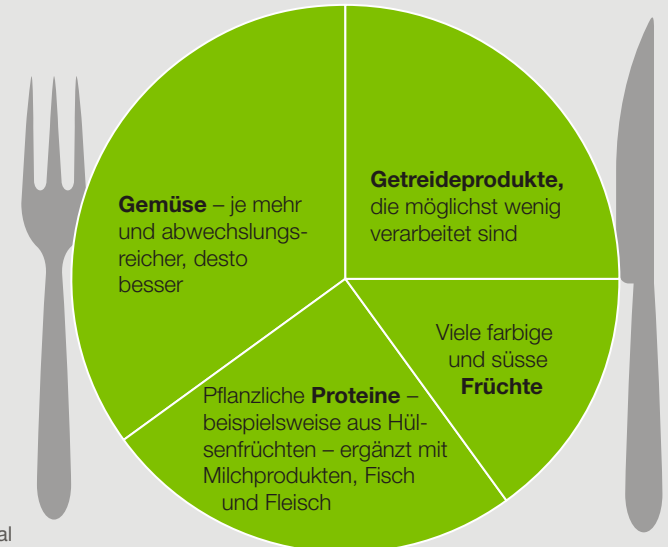 Gemüse – je mehr
und abwechslungs-
reicher, desto
besser
Getreideprodukte,
die möglichst wenig
verarbeitet sind
Viele farbige
und süsse
Früchte
Pflanzliche Proteine –
beispielsweise aus Hül-
senfrüchten – ergänzt mit
Milchprodukten, Fisch
und Fleisch
al